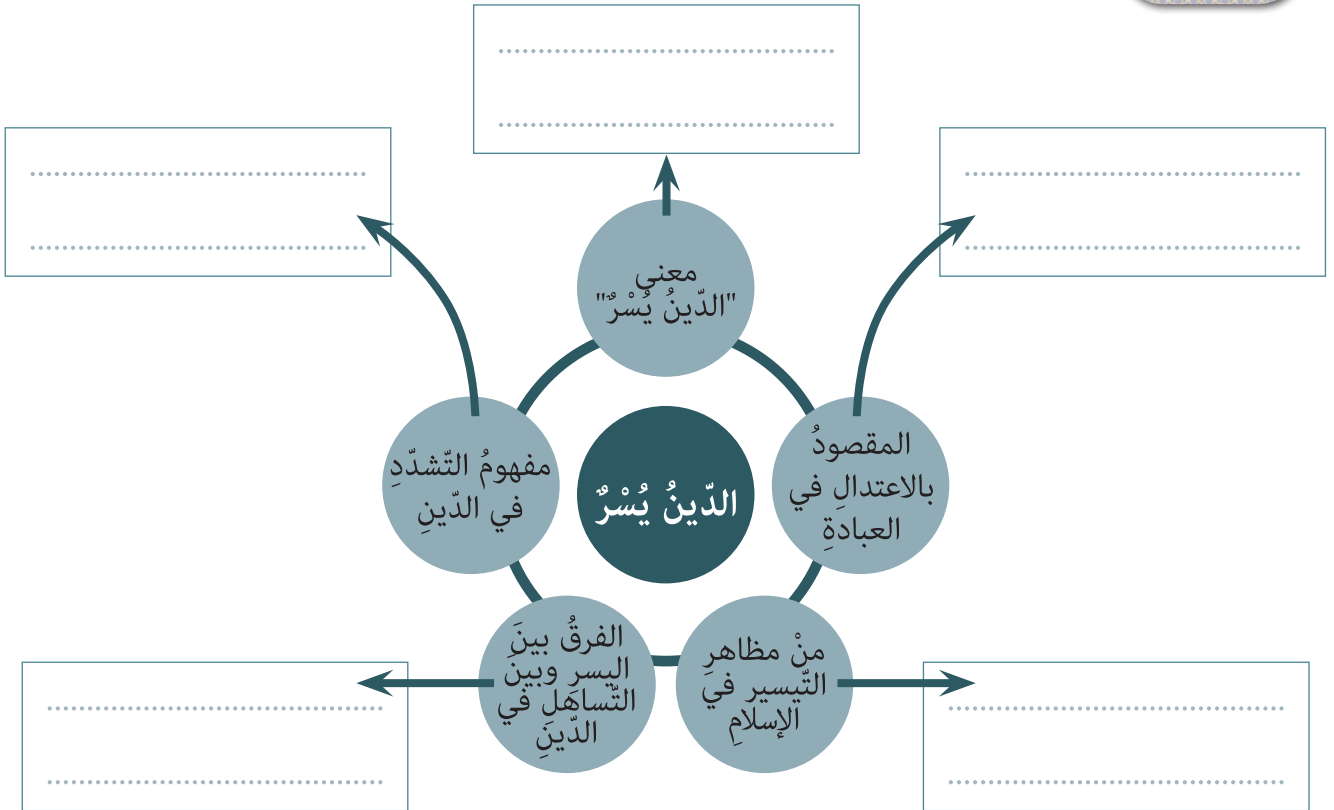 معنى
"الدّينُ يُسْرٌ"
المقصودُ
بالاعتدالِ في
العبادةِ
مفهومُ التّشدّدِ
في الدّينِ
الدّينُ يُسْرٌ
منْ مظاهرِ
التّيسيرِ في
الإسلامِ
الفرقُ بينَ
اليسرِ وبينَ
التّساهلِ في
الدّينِ